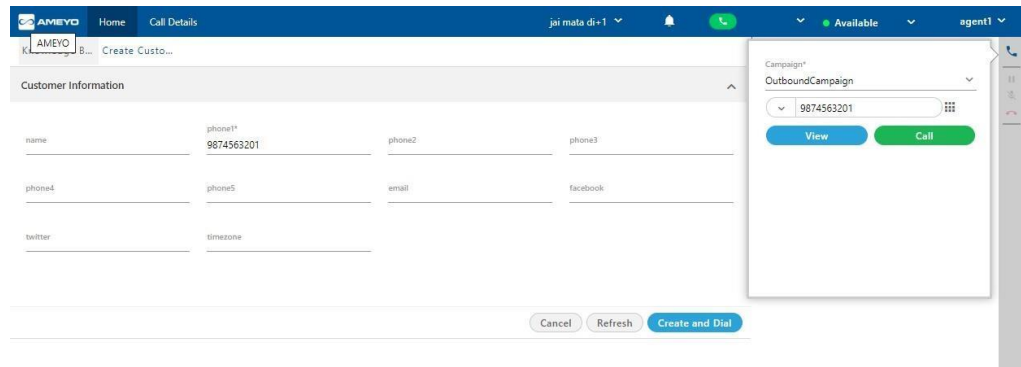 AMEYO Home Call Details jai mata di+1 Available agent1
AMEYO
B... Create Custo...
Customer Information
name phone1* phone2 phone3
9874563201
phone4 phone5 email facebook
twitter timezone
Cancel Refresh Create and Dial
Campaign*
OutboundCampaign
9874563201
View Call